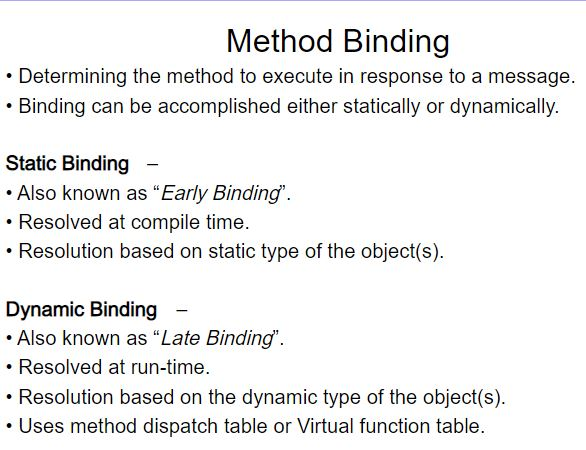 Method Binding
• Determining the method to execute in response to a message.
• Binding can be accomplished either statically or dynamically.
Static Binding –
• Also known as “Early Binding”.
• Resolved at compile time.
• Resolution based on static type of the object(s).
Dynamic Binding –
• Also known as “Late Binding”.
• Resolved at run-time.
• Resolution based on the dynamic type of the object(s).
• Uses method dispatch table or Virtual function table.